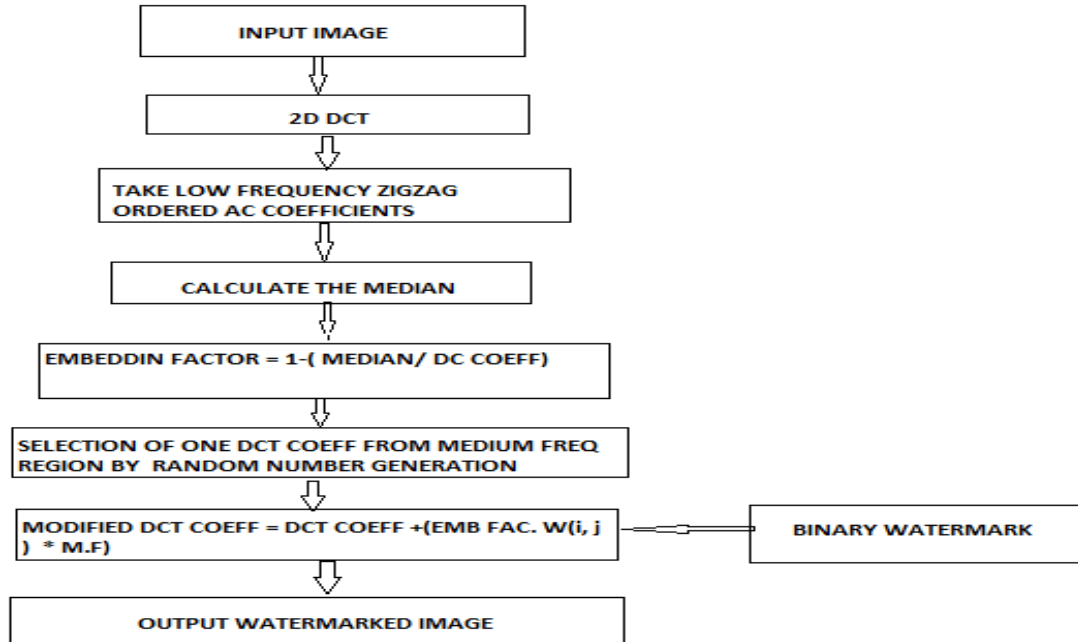 INPUT IMAGE
2D DCT
TAKE LOW FREQUENCY ZIGZAG
ORDERED AC COEFFICIENTS
CALCULATE THE MEDIAN
EMBEDDIN FACTOR = 1-( MEDIAN/ DC COEFF)
SELECTION OF ONE DCT COEFF FROM MEDIUM FREQ
REGION BY RANDOM NUMBER GENERATION
MODIFIED DCT COEFF = DCT COEFF +(EMB FAC. W(i, j
) * M.F)
BINARY WATERMARK
OUTPUT WATERMARKED IMAGE